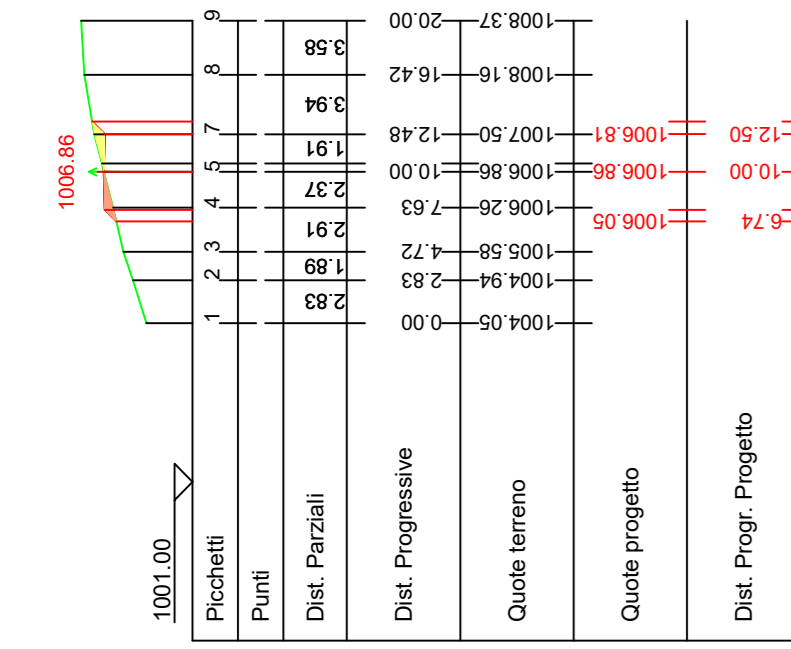 1006.86
1001.00
Picchetti 1 2 3 4 5 7 8 9
Punti
Dist. Parziali 2.83 1.89 2.91 2.37 1.91 3.94 3.58
Dist. Progressive 0.00 2.83 4.72 7.63 10.00 12.48 16.42 20.00
Quote terreno 1004.05 1004.94 1005.58 1006.26 1006.86 1007.50 1008.16 1008.37
Quote progetto 1006.05 1006.86 1006.81
Dist. Progr. Progetto 6.74 10.00 12.50